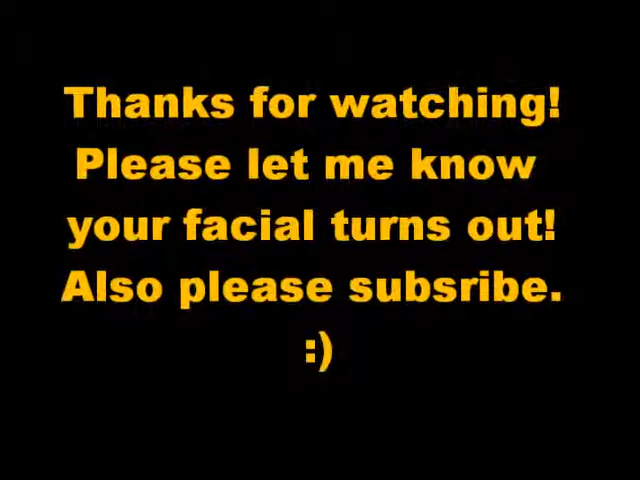 Thanks for watching!
Please let me know
your facial turns out!
Also please subsribe.
:)